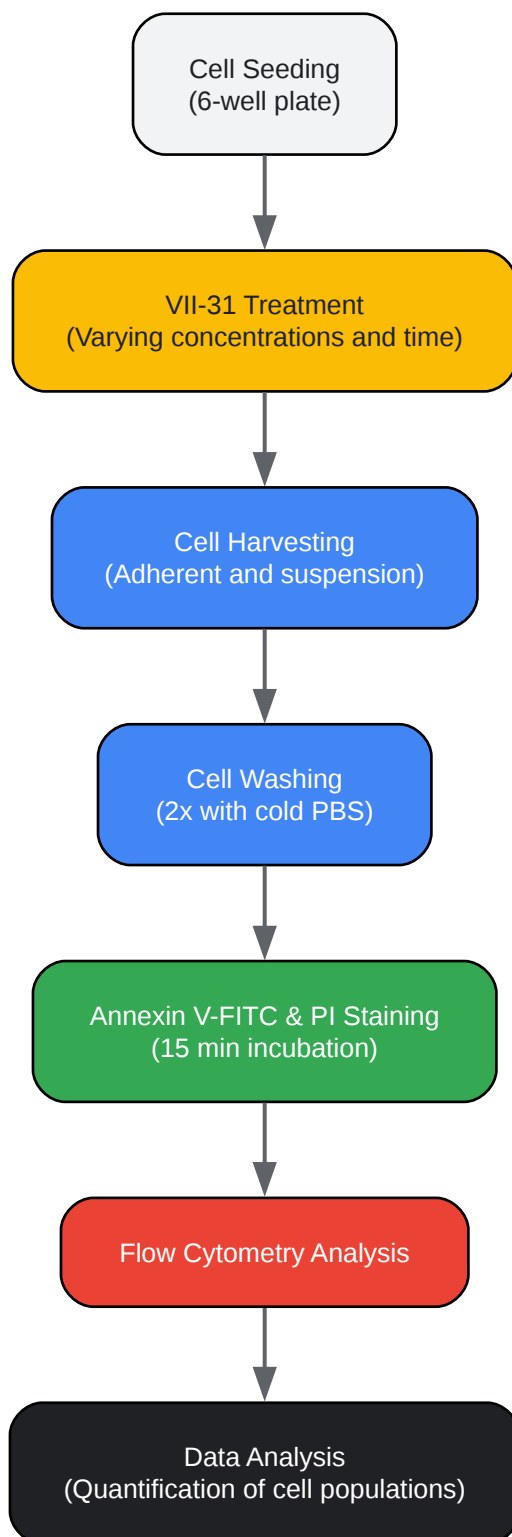 Cell Seeding
(6-well plate)
VII-31 Treatment
(Varying concentrations and time)
Cell Harvesting
(Adherent and suspension)
Cell Washing
(2x with cold PBS)
Annexin V-FITC & PI Staining
(15 min incubation)
Flow Cytometry Analysis
Data Analysis
(Quantification of cell populations)